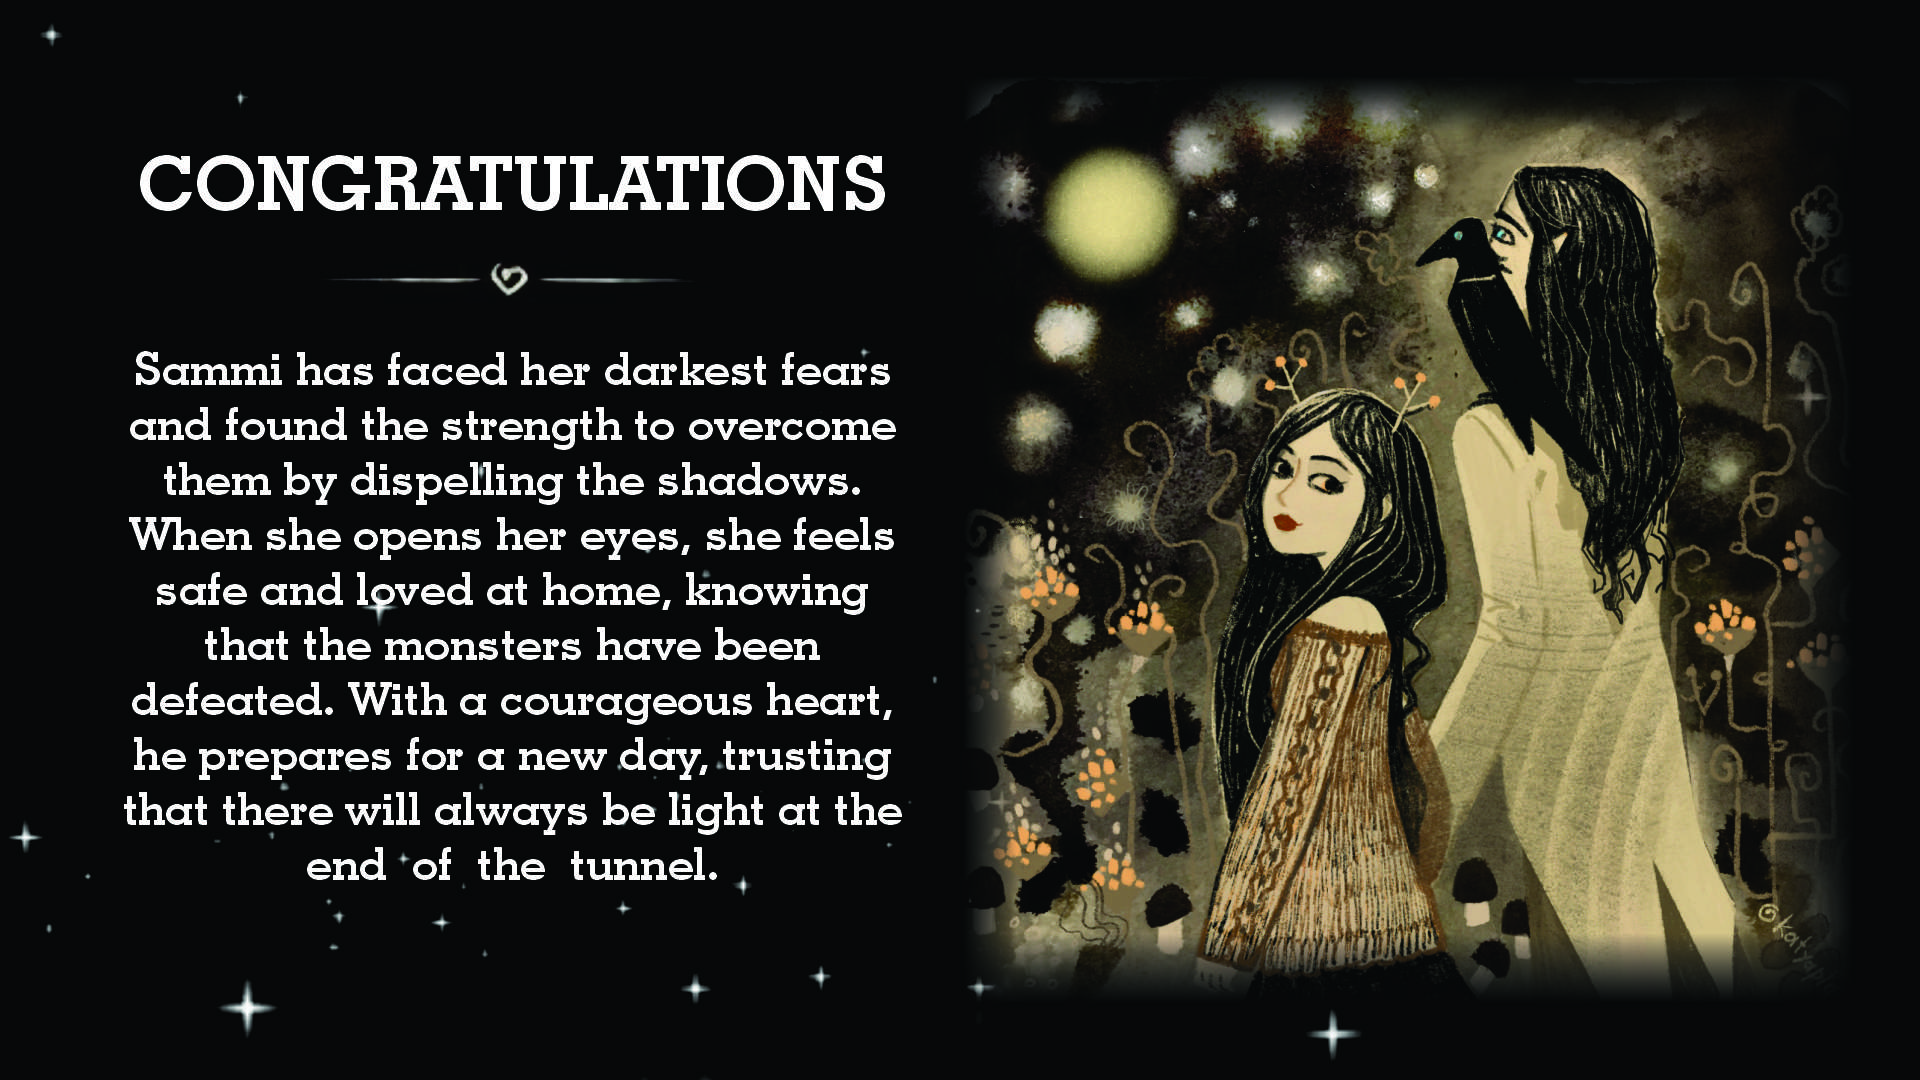 CONGRATULATIONS
Sammi has faced her darkest fears
and found the strength to overcome
them by dispelling the shadows.
When she opens her eyes, she feels
safe and loved at home, knowing
that the monsters have been
defeated. With a courageous heart,
he prepares for a new day, trusting
that there will always be light at the
end of the tunnel.